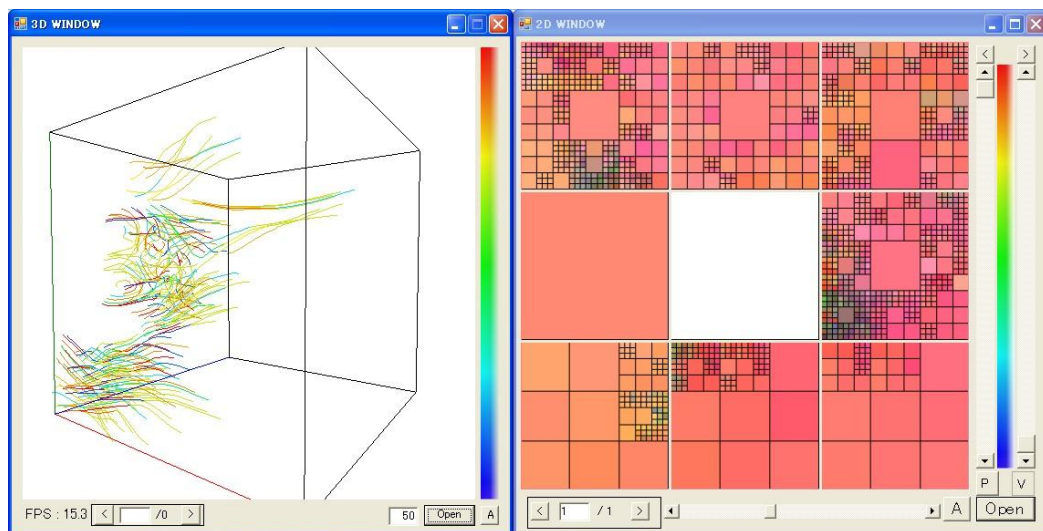 3D WINDOW
FPS : 15.3 < /0 > 50 Open A
2D WINDOW
< >
P V
< 1 / 1 > A Open